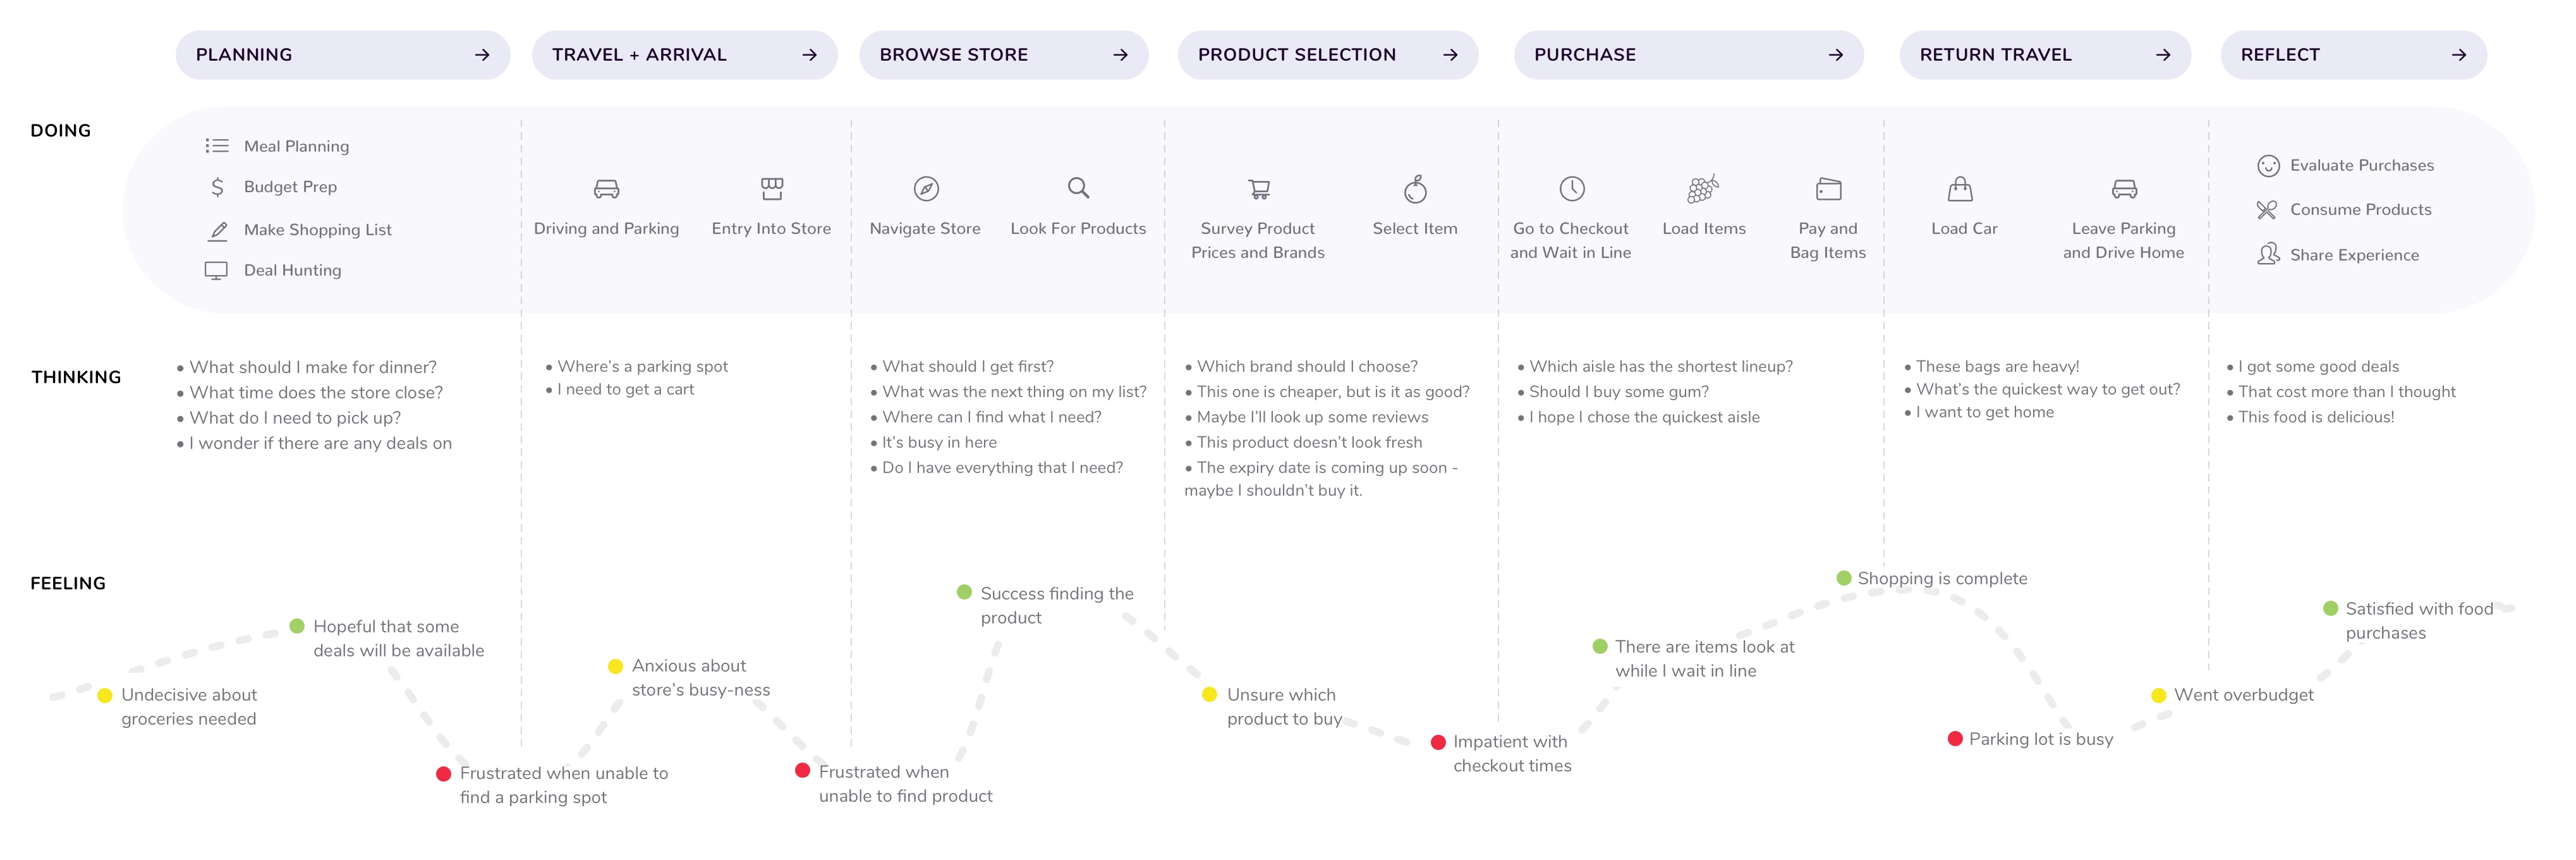 PLANNING
TRAVEL + ARRIVAL
BROWSE STORE
PRODUCT SELECTION
PURCHASE
RETURN TRAVEL
REFLECT
DOING
Meal Planning
Budget Prep
Make Shopping List
Deal Hunting
Driving and Parking
Entry Into Store
Navigate Store
Look For Products
Survey Product
Prices and Brands
Select Item
Go to Checkout
and Wait in Line
Load Items
Pay and
Bag Items
Load Car
Leave Parking
and Drive Home
Evaluate Purchases
Consume Products
Share Experience
THINKING
• What should I make for dinner?
• What time does the store close?
• What do I need to pick up?
• I wonder if there are any deals on
• Where's a parking spot
• I need to get a cart
• What should I get first?
• What was the next thing on my list?
• Where can I find what I need?
• It's busy in here
• Do I have everything that I need?
• Which brand should I choose?
• This one is cheaper, but is it as good?
• Maybe I'll look up some reviews
• This product doesn't look fresh
• The expiry date is coming up soon -
maybe I shouldn't buy it.
• Which aisle has the shortest lineup?
• Should I buy some gum?
• I hope I chose the quickest aisle
• These bags are heavy!
• What's the quickest way to get out?
• I want to get home
• I got some good deals
• That cost more than I thought
• This food is delicious!
FEELING
Undecisive about
groceries needed
Hopeful that some
deals will be available
Frustrated when unable to
find a parking spot
Anxious about
store's busy-ness
Frustrated when
unable to find product
Success finding the
product
Unsure which
product to buy
Impatient with
checkout times
There are items look at
while I wait in line
Shopping is complete
Parking lot is busy
Went overbudget
Satisfied with food
purchases